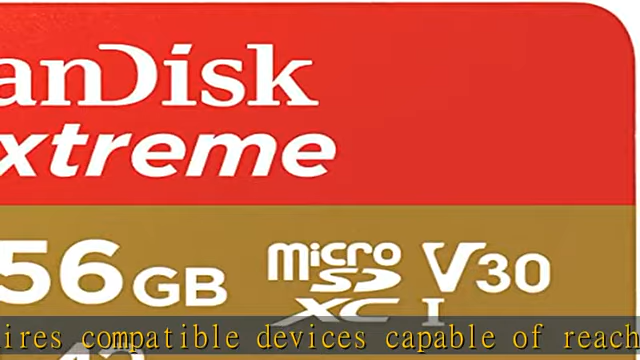 anDisk
xtreme
56GB micro SD XC I V30
ires compatible devices capable of reach